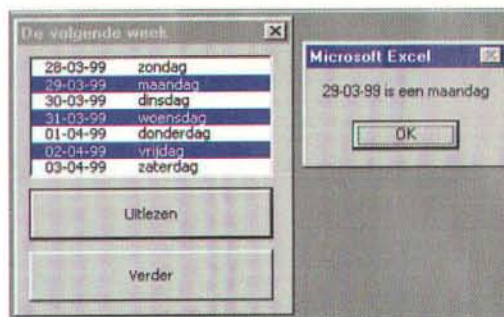 De volgende week
28-03-99 zondag
29-03-99 maandag
30-03-99 dinsdag
31-03-99 woensdag
01-04-99 donderdag
02-04-99 vrijdag
03-04-99 zaterdag
Uitlezen
Verder
Microsoft Excel
29-03-99 is een maandag
OK